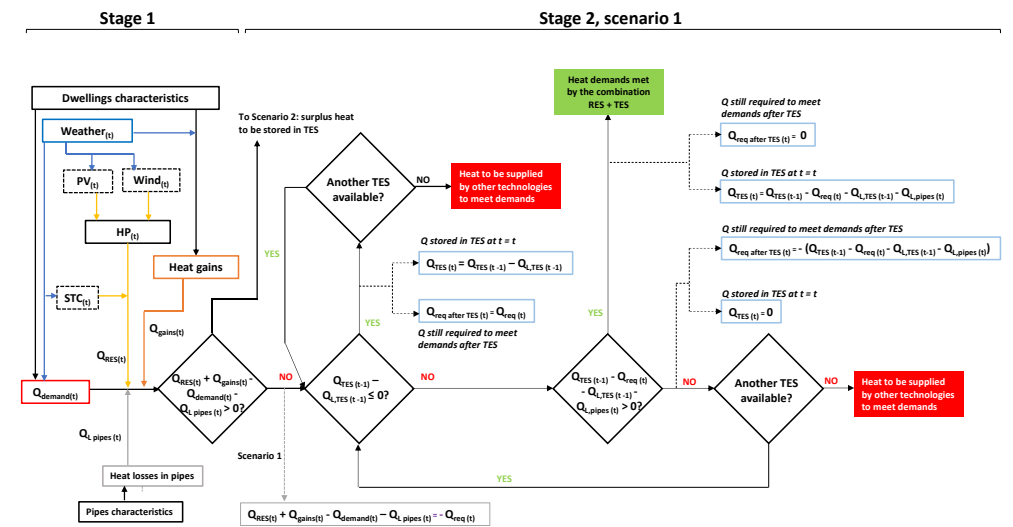 Stage 1
Stage 2, scenario 1
Dwellings characteristics
Weather(t)
PV(t)
Wind(t)
HP(t)
Heat gains
STC(t)
Qgains(t)
QRES(t)
Qdemand(t)
QL pipes (t)
Heat losses in pipes
Pipes characteristics
QRES(t) + Qgains(t) -
Qdemand(t) -
QL pipes (t) > 0?
To Scenario 2: surplus heat
to be stored in TES
YES
NO
Scenario 1
QRES(t) + Qgains(t) - Qdemand(t) – QL pipes (t) = - Qreq (t)
QTES (t-1) –
QL,TES (t -1) ≤ 0?
YES
NO
Another TES
available?
NO
Heat to be supplied
by other technologies
to meet demands
Q stored in TES at t = t
QTES (t) = QTES (t -1) – QL,TES (t -1)
Qreq after TES (t) = Qreq (t)
Q still required to meet
demands after TES
QTES (t-1) - Qreq (t)
- QL,TES (t -1) -
QL,pipes (t) > 0?
YES
NO
Heat demands met
by the combination
RES + TES
Q still required to meet
demands after TES
Qreq after TES (t) = 0
Q stored in TES at t = t
QTES (t) = QTES (t-1) - Qreq (t) - QL,TES (t-1) - QL,pipes (t)
Q still required to meet demands after TES
Qreq after TES (t) = - (QTES (t-1) - Qreq (t) - QL,TES (t-1) - QL,pipes (t))
Q stored in TES at t = t
QTES (t) = 0
Another TES
available?
NO
Heat to be supplied
by other technologies
to meet demands
YES